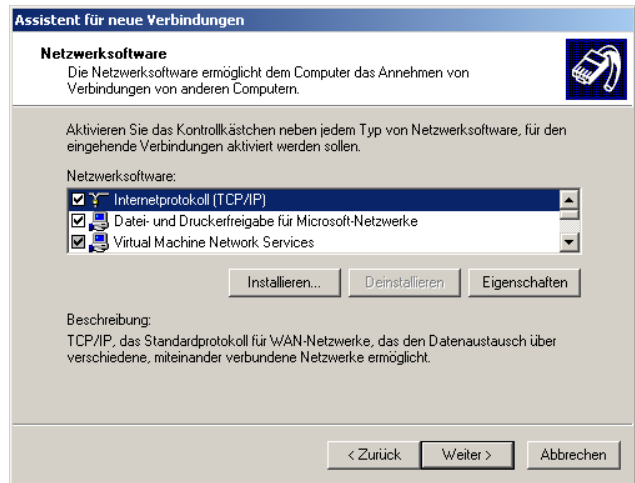 Assistent für neue Verbindungen
Netzwerksoftware
Die Netzwerksoftware ermöglicht dem Computer das Annehmen von
Verbindungen von anderen Computern.
Aktivieren Sie das Kontrollkästchen neben jedem Typ von Netzwerksoftware, für den
eingehende Verbindungen aktiviert werden sollen.
Netzwerksoftware:
Internetprotokoll (TCP/IP)
Datei- und Druckerfreigabe für Microsoft-Netzwerke
Virtual Machine Network Services
Installieren... Deinstallieren Eigenschaften
Beschreibung:
TCP/IP, das Standardprotokoll für WAN-Netzwerke, das den Datenaustausch über
verschiedene, miteinander verbundene Netzwerke ermöglicht.
< Zurück Weiter > Abbrechen